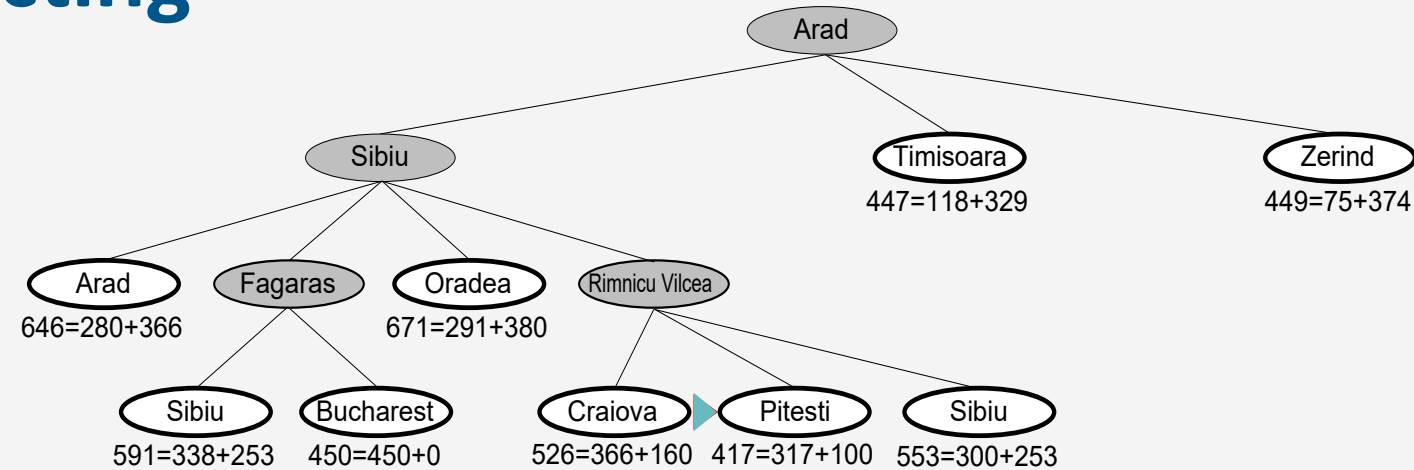 Arad
Sibiu Timisoara Zerind
447=118+329 449=75+374
Arad Fagaras Oradea Rimnicu Vilcea
646=280+366 671=291+380
Sibiu Bucharest Craiova Pitesti Sibiu
591=338+253 450=450+0 526=366+160 417=317+100 553=300+253